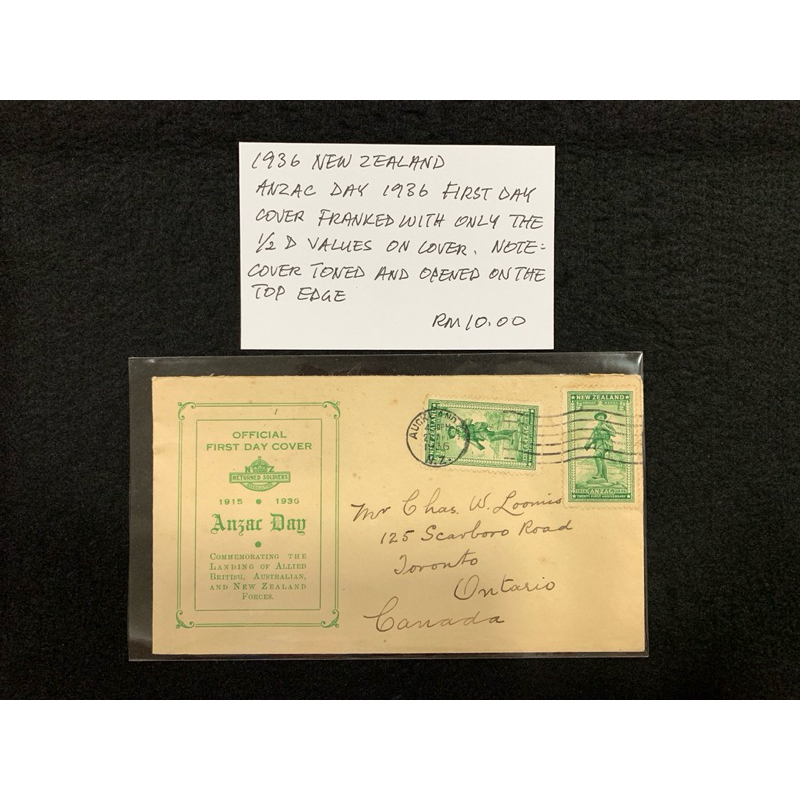 1936 NEW ZEALAND
ANZAC DAY 1936 FIRST DAY
COVER FRANKED WITH ONLY THE
1/2 D VALUES ON COVER. NOTE-
COVER TONED AND OPENED ON THE
TOP EDGE
RM10.00
OFFICIAL
FIRST DAY COVER
NZ
RETURNED SOLDIERS
1915 • 1936
Anzac Day
COMMEMORATING THE
LANDING OF ALLIED
BRITISH, AUSTRALIAN,
AND NEW ZEALAND
FORCES.
AUCKLAND
N.Z.
NEW ZEALAND
ANZAC
Mr Chas. W. Loomis
125 Scarboro Road
Toronto
Ontario
Canada